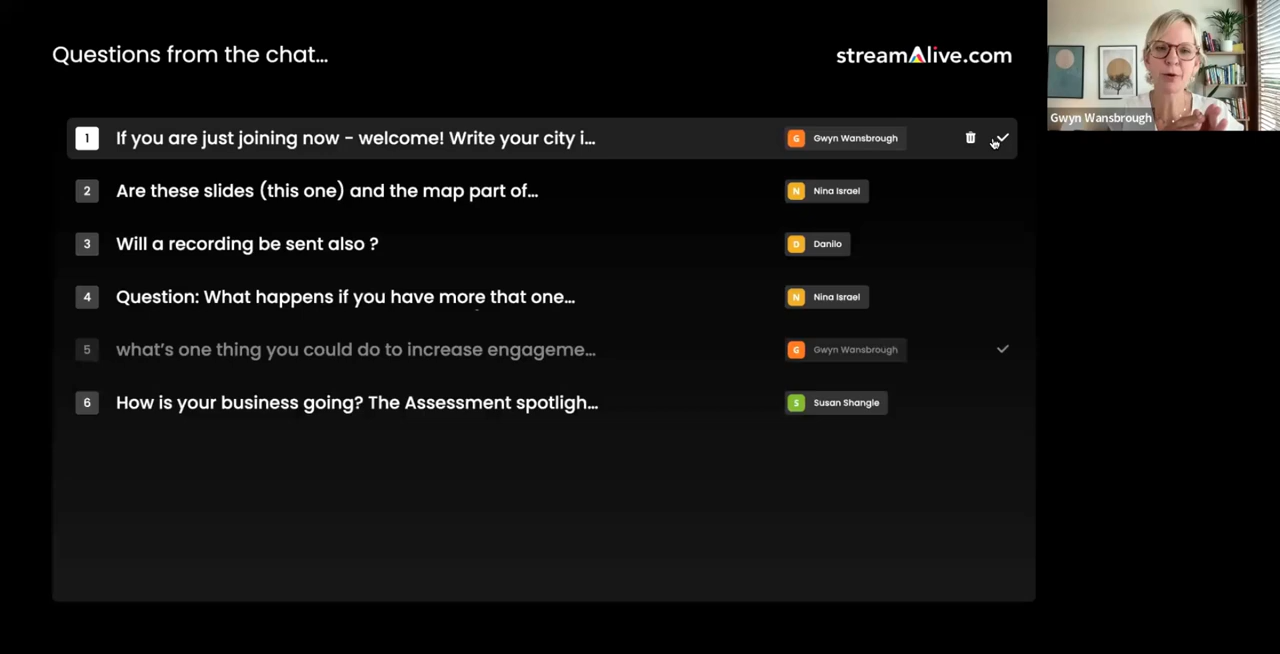 Questions from the chat...
streamAlive.com
Gwyn Wansbrough
1 If you are just joining now - welcome! Write your city i... G Gwyn Wansbrough
2 Are these slides (this one) and the map part of... N Nina Israel
3 Will a recording be sent also ? D Danilo
4 Question: What happens if you have more that one... N Nina Israel
5 what's one thing you could do to increase engageme... G Gwyn Wansbrough
6 How is your business going? The Assessment spotligh... S Susan Shangle